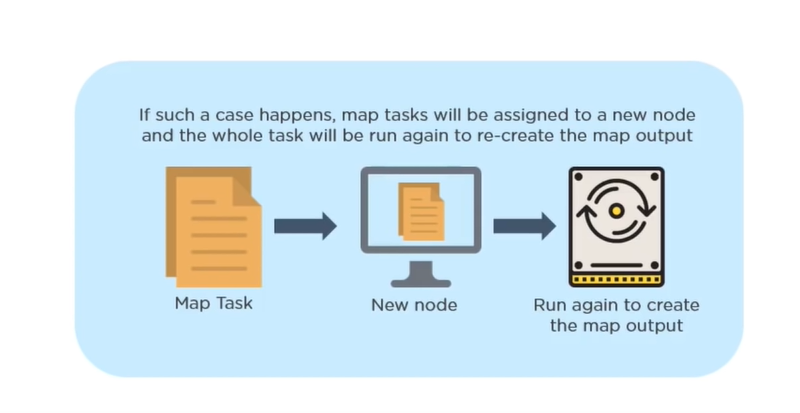 If such a case happens, map tasks will be assigned to a new node
and the whole task will be run again to re-create the map output
Map Task
New node
Run again to create
the map output